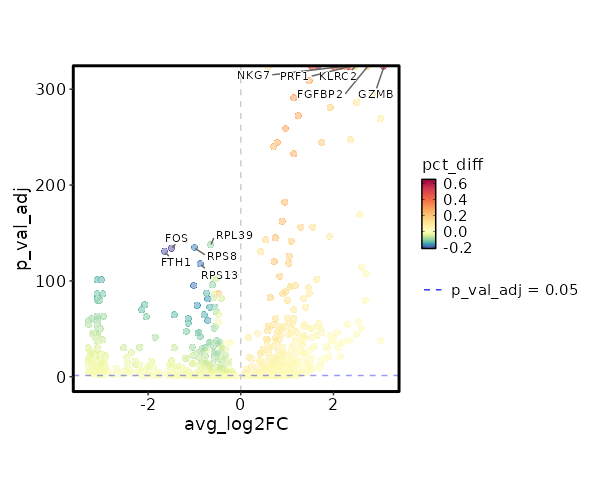 NKG7 PRF1 KLRC2
FGFBP2 GZMB
FOS RPL39
RPS8
FTH1
RPS13
300
200
100
0
p_val_adj
-2 0 2
avg_log2FC
pct_diff
0.6
0.4
0.2
0.0
-0.2
p_val_adj = 0.05